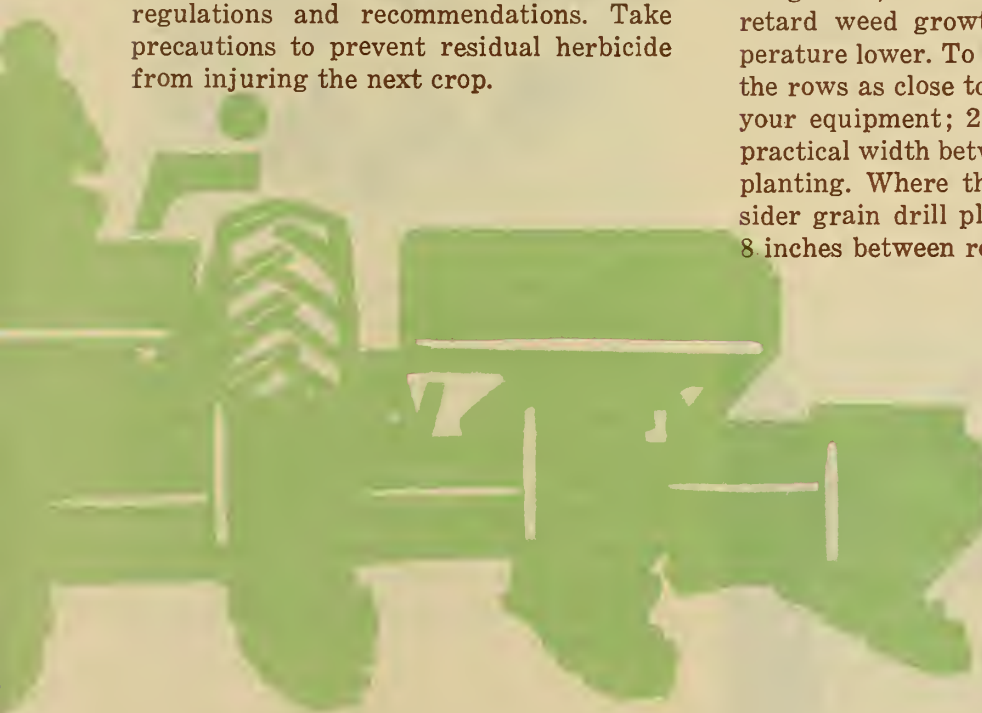 regulations and recommendations. Take
precautions to prevent residual herbicide
from injuring the next crop.
retard weed growt
perature lower. To
the rows as close to
your equipment; 2
practical width betw
planting. Where th
sider grain drill pl
8 inches between r